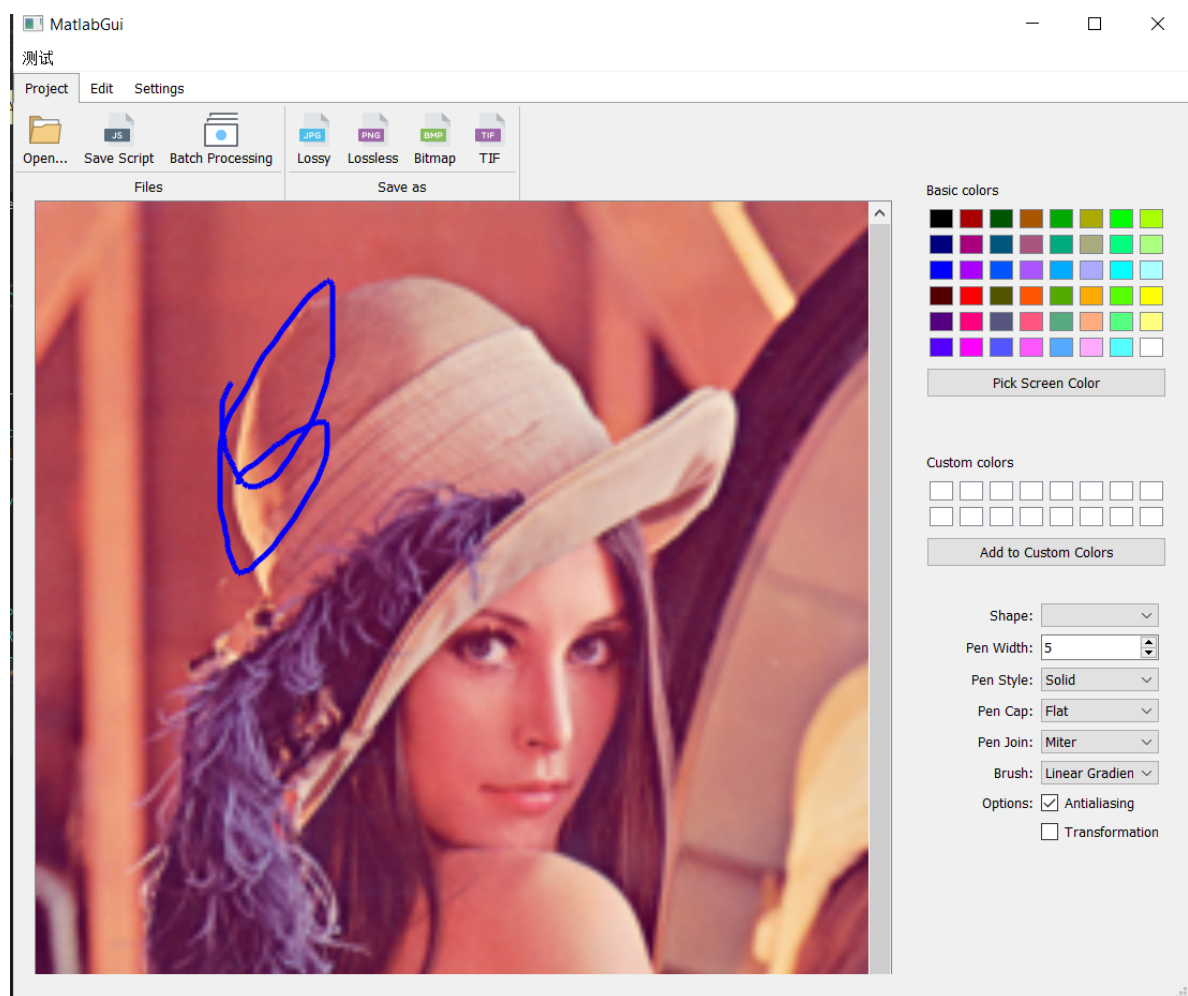 MatlabGui
测试
Project Edit Settings
JS JPG PNG BMP TIF
Open... Save Script Batch Processing Lossy Lossless Bitmap TIF
Files Save as
Basic colors
Pick Screen Color
Custom colors
Add to Custom Colors
Shape:
Pen Width: 5
Pen Style: Solid
Pen Cap: Flat
Pen Join: Miter
Brush: Linear Gradien
Options: Antialiasing
Transformation